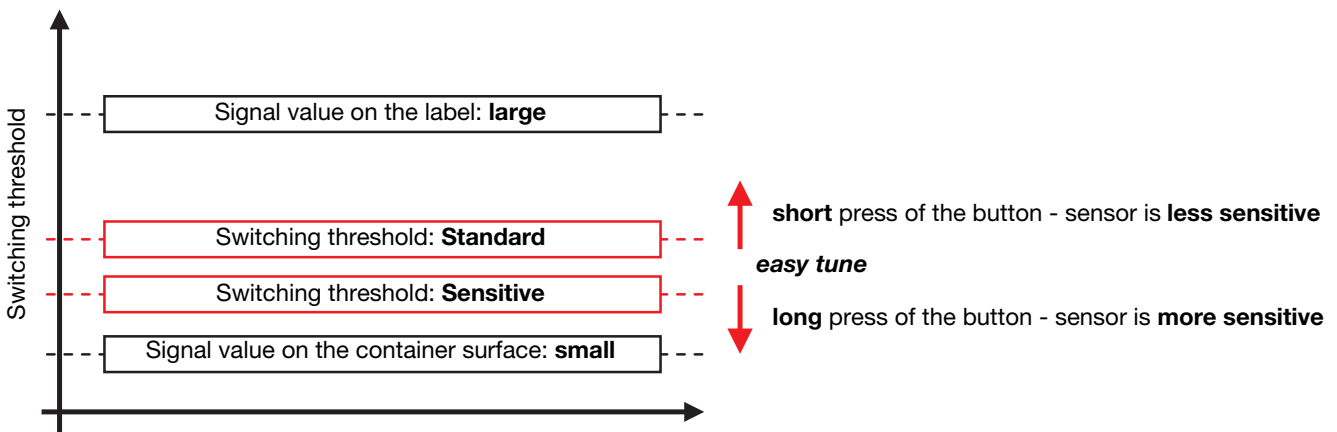 Switching threshold
Signal value on the label: large
Switching threshold: Standard
Switching threshold: Sensitive
Signal value on the container surface: small
short press of the button - sensor is less sensitive
easy tune
long press of the button - sensor is more sensitive